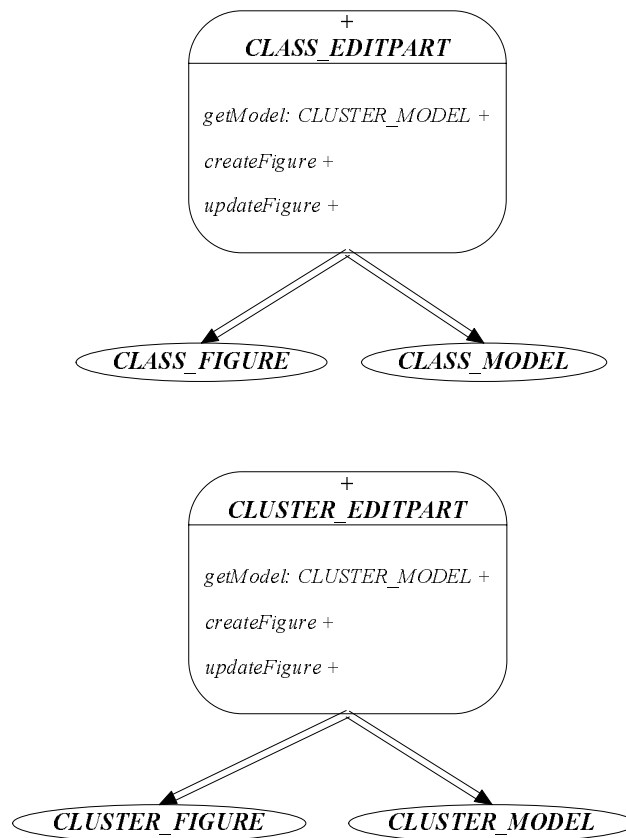 +
CLASS_EDITPART
getModel: CLUSTER_MODEL +
createFigure +
updateFigure +
CLASS_FIGURE CLASS_MODEL
+
CLUSTER_EDITPART
getModel: CLUSTER_MODEL +
createFigure +
updateFigure +
CLUSTER_FIGURE CLUSTER_MODEL